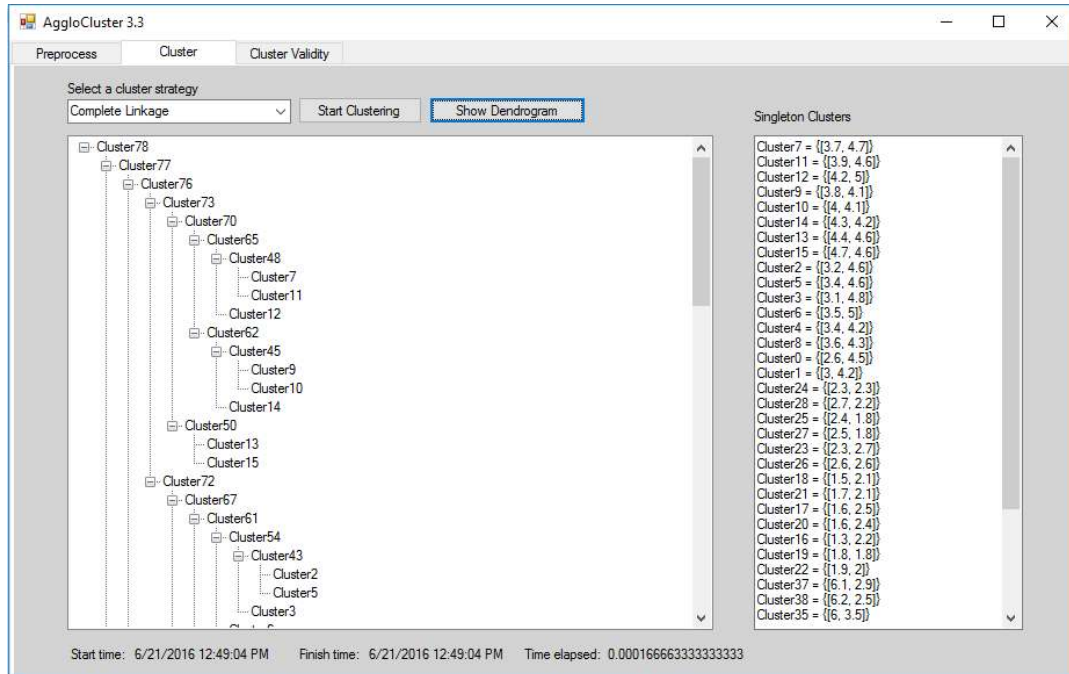 AggloCluster 3.3
Preprocess Cluster Cluster Validity
Select a cluster strategy
Complete Linkage Start Clustering Show Dendrogram
Cluster78
Cluster77
Cluster76
Cluster73
Cluster70
Cluster65
Cluster48
Cluster7
Cluster11
Cluster12
Cluster62
Cluster45
Cluster9
Cluster10
Cluster14
Cluster50
Cluster13
Cluster15
Cluster72
Cluster67
Cluster61
Cluster54
Cluster43
Cluster2
Cluster5
Cluster3
Singleton Clusters
Cluster7 = {[3.7, 4.7]}
Cluster11 = {[3.9, 4.6]}
Cluster12 = {[4.2, 5]}
Cluster9 = {[3.8, 4.1]}
Cluster10 = {[4, 4.1]}
Cluster14 = {[4.3, 4.2]}
Cluster13 = {[4.4, 4.6]}
Cluster15 = {[4.7, 4.6]}
Cluster2 = {[3.2, 4.6]}
Cluster5 = {[3.4, 4.6]}
Cluster3 = {[3.1, 4.8]}
Cluster6 = {[3.5, 5]}
Cluster4 = {[3.4, 4.2]}
Cluster8 = {[3.6, 4.3]}
Cluster0 = {[2.6, 4.5]}
Cluster1 = {[3, 4.2]}
Cluster24 = {[2.3, 2.3]}
Cluster28 = {[2.7, 2.2]}
Cluster25 = {[2.4, 1.8]}
Cluster27 = {[2.5, 1.8]}
Cluster23 = {[2.3, 2.7]}
Cluster26 = {[2.6, 2.6]}
Cluster18 = {[1.5, 2.1]}
Cluster21 = {[1.7, 2.1]}
Cluster17 = {[1.6, 2.5]}
Cluster20 = {[1.6, 2.4]}
Cluster16 = {[1.3, 2.2]}
Cluster19 = {[1.8, 1.8]}
Cluster22 = {[1.9, 2]}
Cluster37 = {[6.1, 2.9]}
Cluster38 = {[6.2, 2.5]}
Cluster35 = {[6, 3.5]}
Start time: 6/21/2016 12:49:04 PM Finish time: 6/21/2016 12:49:04 PM Time elapsed: 0.000166663333333333